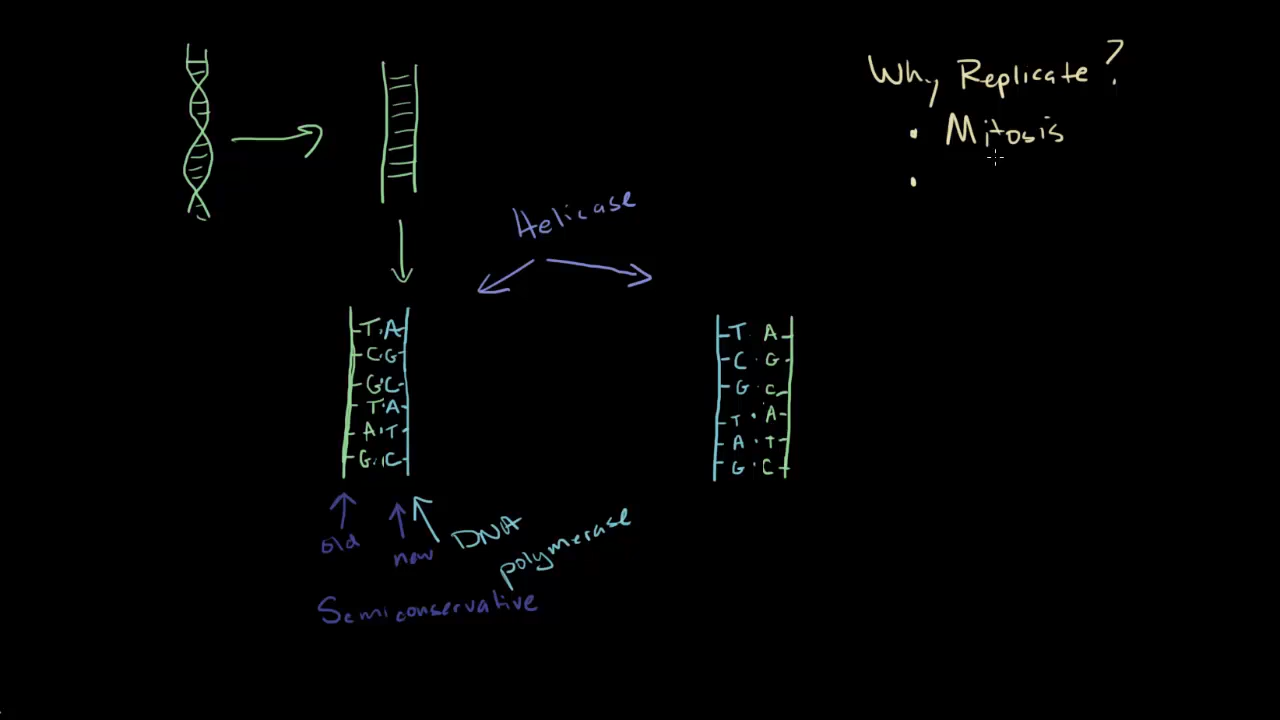 Why Replicate?
• Mitosis
•
Helicase
T.A
C.G
G.C
T.A
A.T
G.C
T. A
C. G
G. C
T. A
A. T
G. C
old
new
DNA
polymerase
Semiconservative